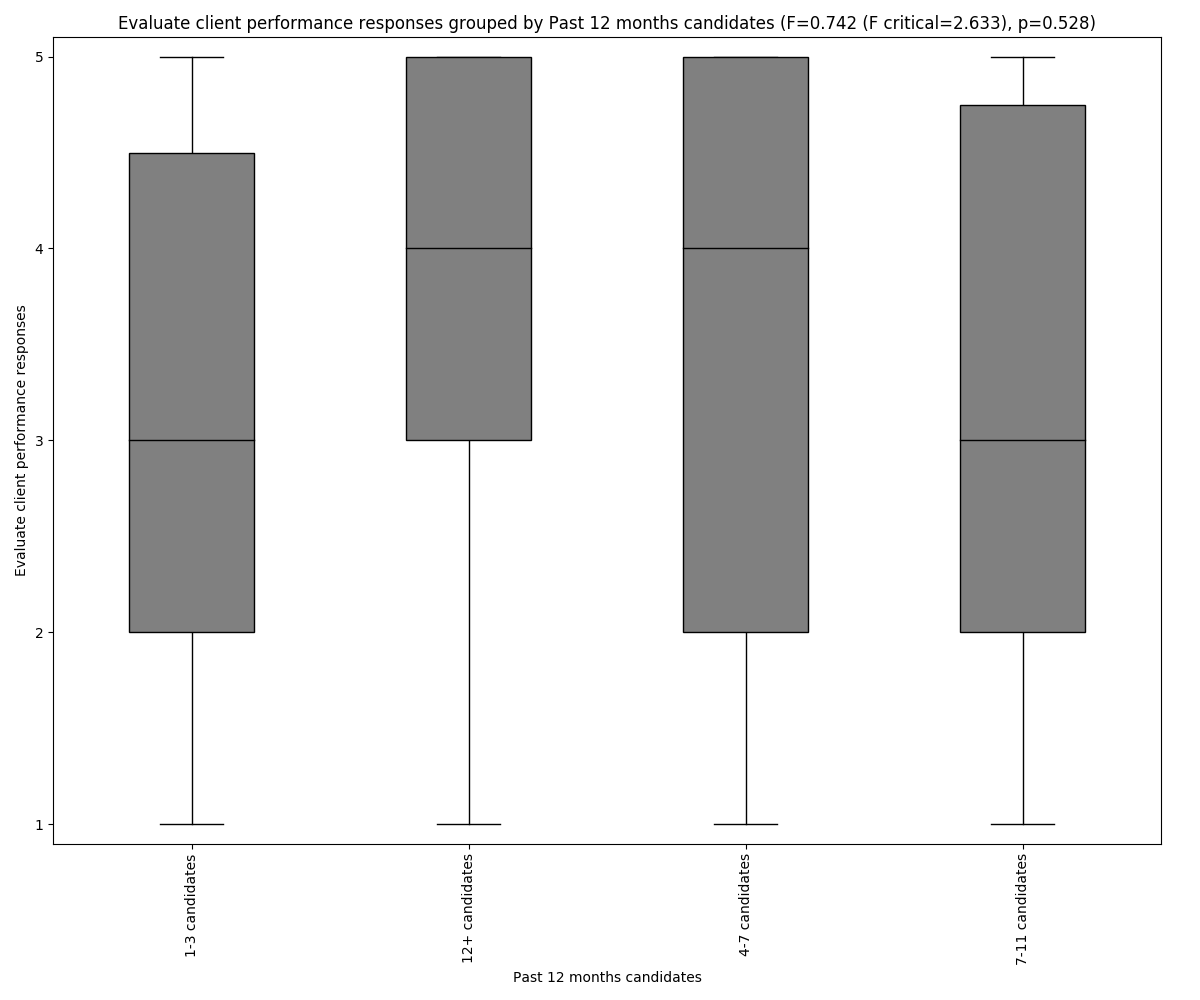 Evaluate client performance responses grouped by Past 12 months candidates (F=0.742 (F critical=2.633), p=0.528)
Evaluate client performance responses
5
4
3
2
1
1-3 candidates
12+ candidates
4-7 candidates
7-11 candidates
Past 12 months candidates